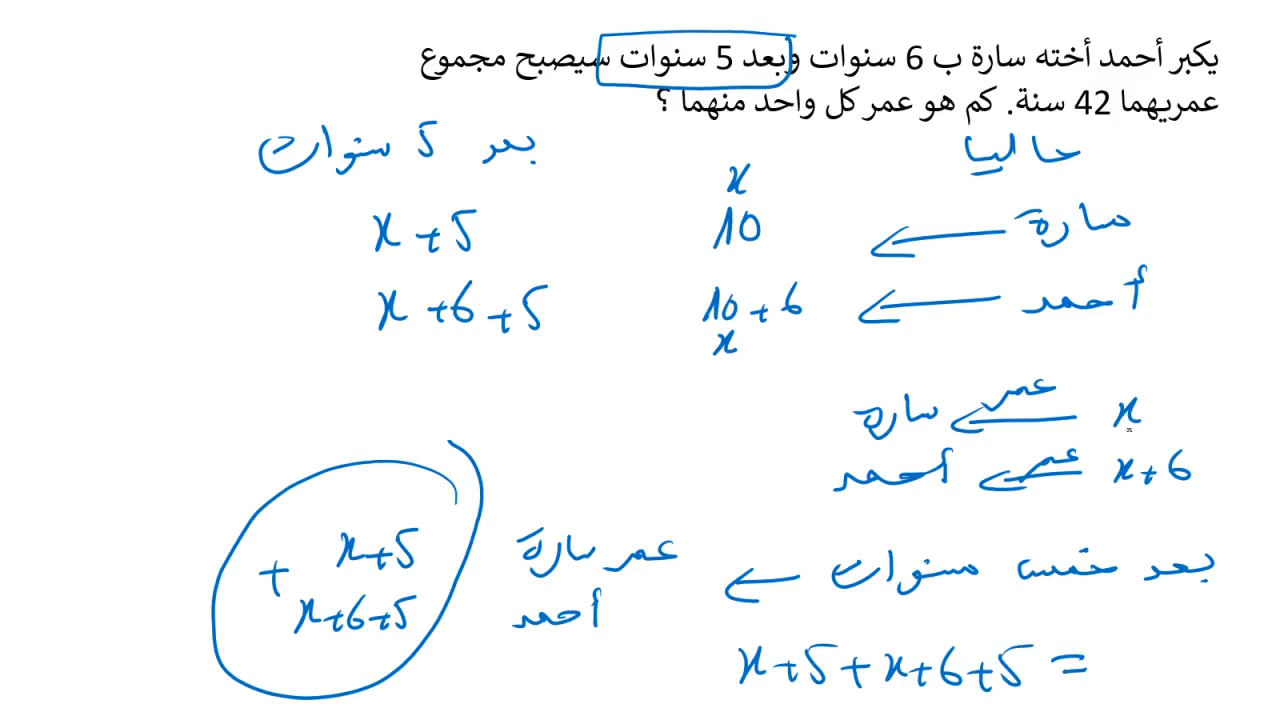 يكبر أحمد أخته سارة ب 6 سنوات وبعد 5 سنوات سيصبح مجموع
عمريهما 42 سنة. كم هو عمر كل واحد منهما ؟
حاليا
بعد 5 سنوات
x
سارة ← 10
x+5
أحمد ← 10+6
x+6+5
x
x ← عمر سارة
x+6 ← عمر أحمد
بعد خمس سنوات ←
عمر سارة x+5
+
أحمد x+6+5
x+5+x+6+5=